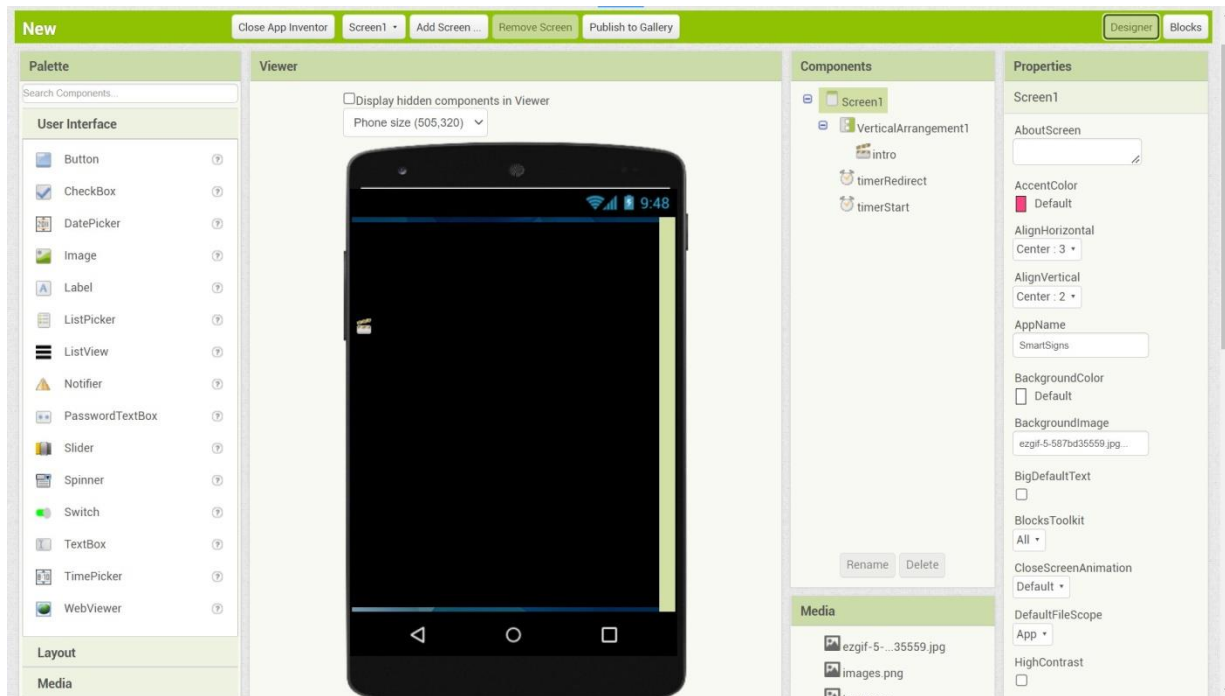 New
Close App Inventor
Screen1
Add Screen ...
Remove Screen
Publish to Gallery
Designer
Blocks
Palette
Search Components...
User Interface
Button
CheckBox
DatePicker
Image
Label
ListPicker
ListView
Notifier
PasswordTextBox
Slider
Spinner
Switch
TextBox
TimePicker
WebViewer
Layout
Media
Viewer
Display hidden components in Viewer
Phone size (505,320)
9:48
Components
Screen1
VerticalArrangement1
intro
timerRedirect
timerStart
Rename
Delete
Media
ezgif-5-...35559.jpg
images.png
Properties
Screen1
AboutScreen
AccentColor
Default
AlignHorizontal
Center : 3
AlignVertical
Center : 2
AppName
SmartSigns
BackgroundColor
Default
BackgroundImage
ezgif-5-587bd35559.jpg...
BigDefaultText
BlocksToolkit
All
CloseScreenAnimation
Default
DefaultFileScope
App
HighContrast